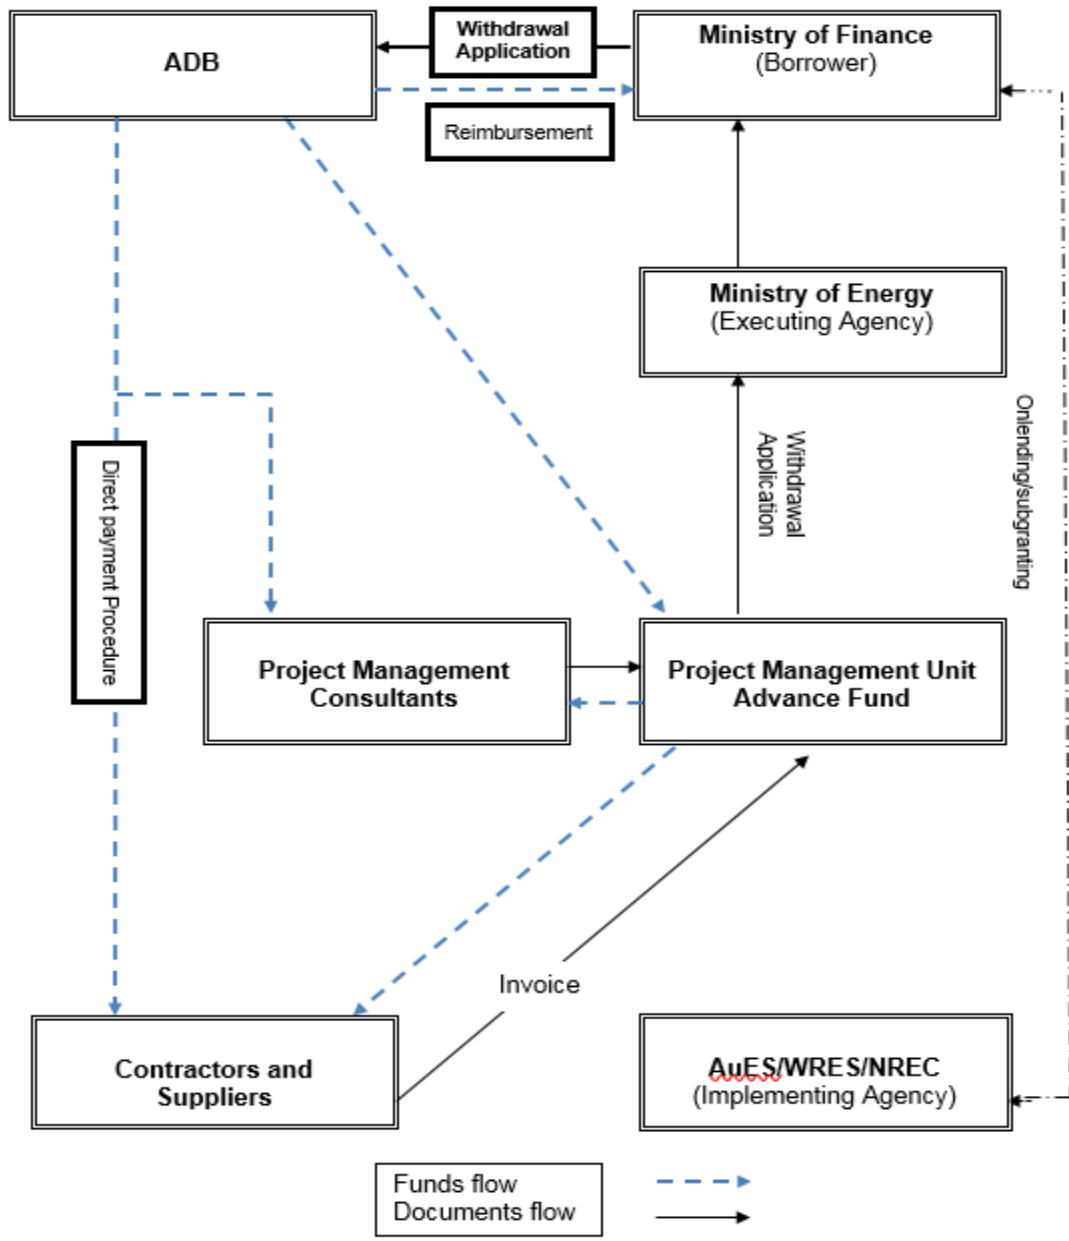 ADB
Withdrawal
Application
Ministry of Finance
(Borrower)
Reimbursement
Ministry of Energy
(Executing Agency)
Onlending/subgranting
Withdrawal
Application
Direct payment Procedure
Project Management
Consultants
Project Management Unit
Advance Fund
Invoice
Contractors and
Suppliers
AuES/WRES/NREC
(Implementing Agency)
Funds flow
Documents flow